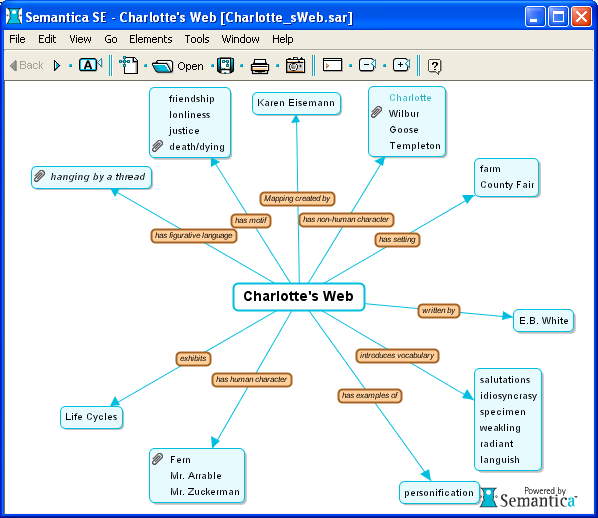 Semantica SE - Charlotte's Web [Charlotte_sWeb.sar]
File Edit View Go Elements Tools Window Help
Back A Open ?
friendship
lonliness
justice
death/dying
Karen Eisemann
Charlotte
Wilbur
Goose
Templeton
hanging by a thread
farm
County Fair
Mapping created by
has motif
has non-human character
has figurative language
has setting
Charlotte's Web
written by
E.B. White
exhibits
introduces vocabulary
has human character
has examples of
Life Cycles
salutations
idiosyncrasy
specimen
weakling
radiant
languish
Fern
Mr. Arrable
Mr. Zuckerman
personification
Powered by
Semantica